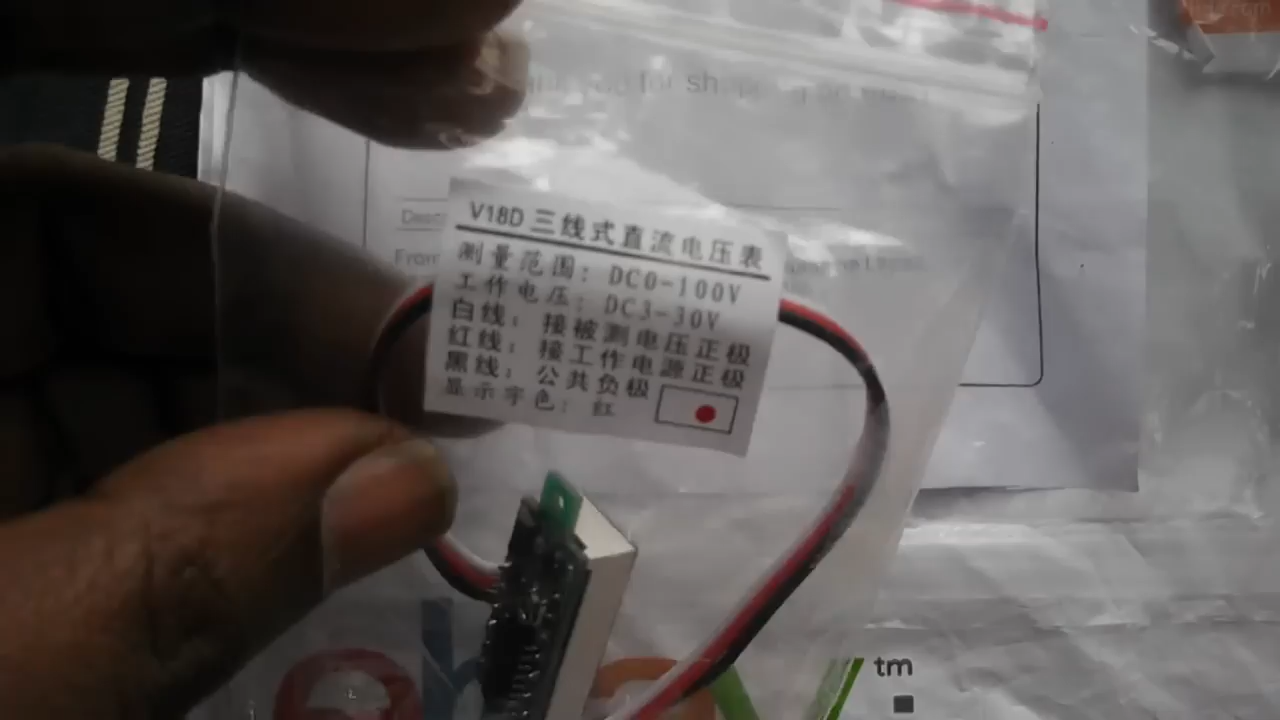 for
V18D 三线式直流电压表
测量范围: DC0-100V
工作电压: DC3-30V
白线: 接被测电压正极
红线: 接工作电源正极
黑线: 公共负极
显示字色: 红
From
tm